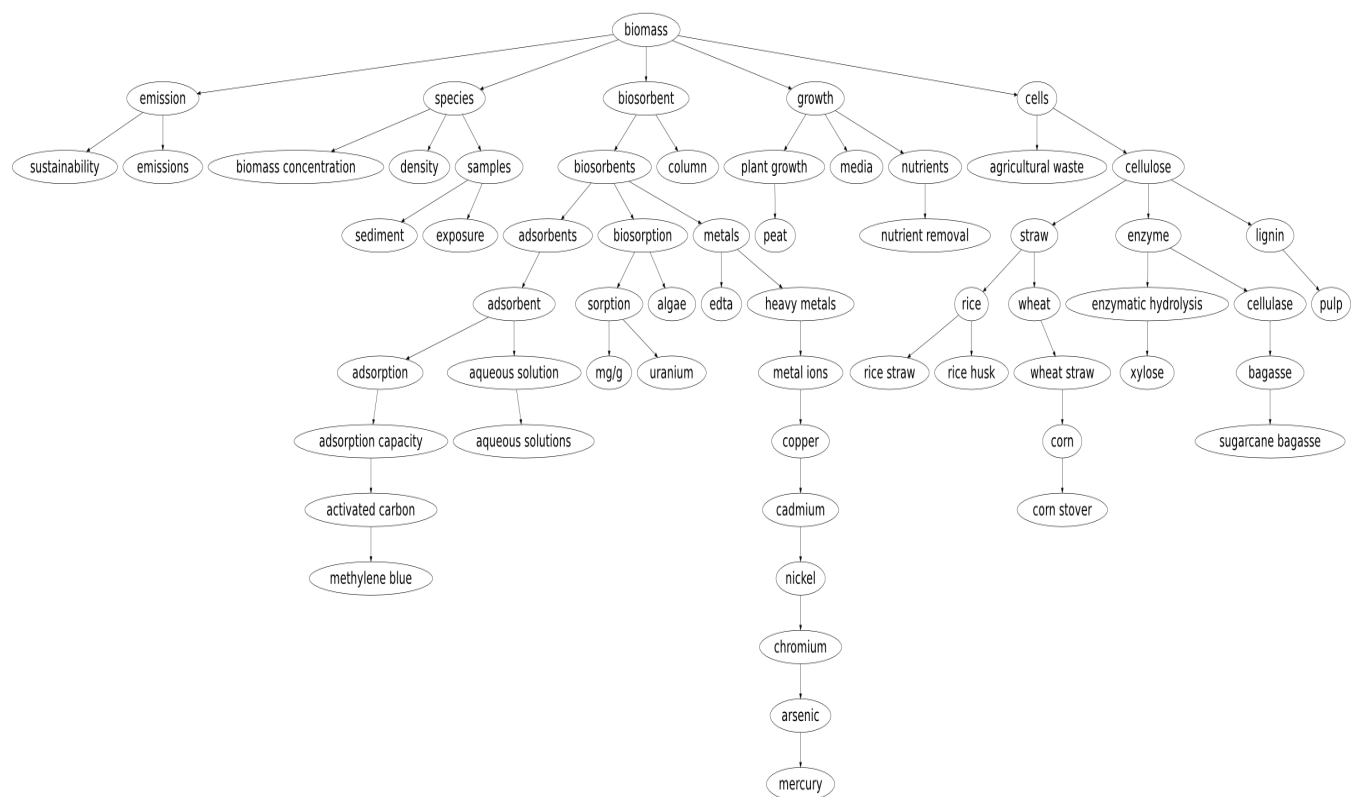 biomass
emission
species
biosorbent
growth
cells
sustainability
emissions
biomass concentration
density
samples
biosorbents
column
plant growth
media
nutrients
agricultural waste
cellulose
sediment
exposure
adsorbents
biosorption
metals
peat
nutrient removal
straw
enzyme
lignin
adsorbent
sorption
algae
edta
heavy metals
rice
wheat
enzymatic hydrolysis
cellulase
pulp
adsorption
aqueous solution
mg/g
uranium
metal ions
rice straw
rice husk
wheat straw
xylose
bagasse
adsorption capacity
aqueous solutions
copper
corn
sugarcane bagasse
activated carbon
cadmium
corn stover
methylene blue
nickel
chromium
arsenic
mercury